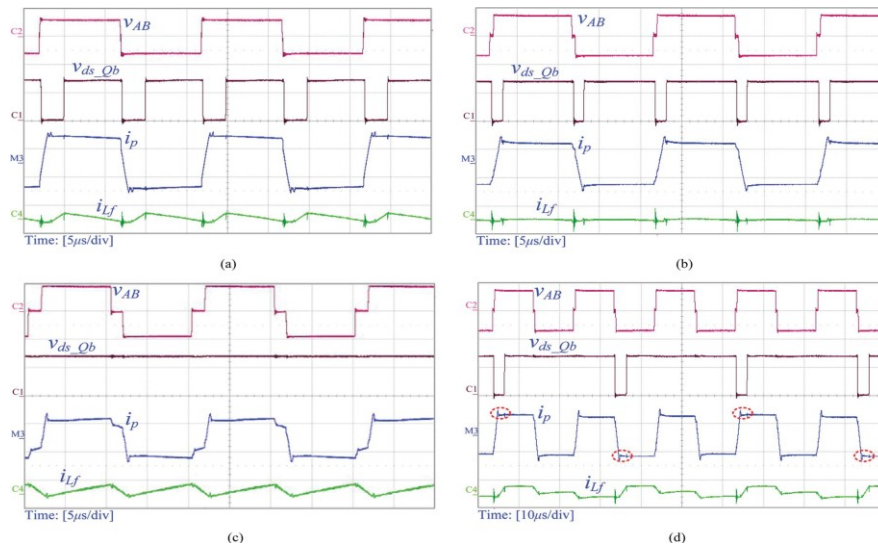 C2
v_AB
v_ds_Qb
C1
i_p
M3
i_Lf
C4
Time: [5μs/div]
(a)
C2
v_AB
v_ds_Qb
C1
i_p
M3
i_Lf
C4
Time: [5μs/div]
(b)
C2
v_AB
v_ds_Qb
C1
i_p
M3
i_Lf
C4
Time: [5μs/div]
(c)
C2
v_AB
v_ds_Qb
C1
i_p
M3
i_Lf
C4
Time: [10μs/div]
(d)